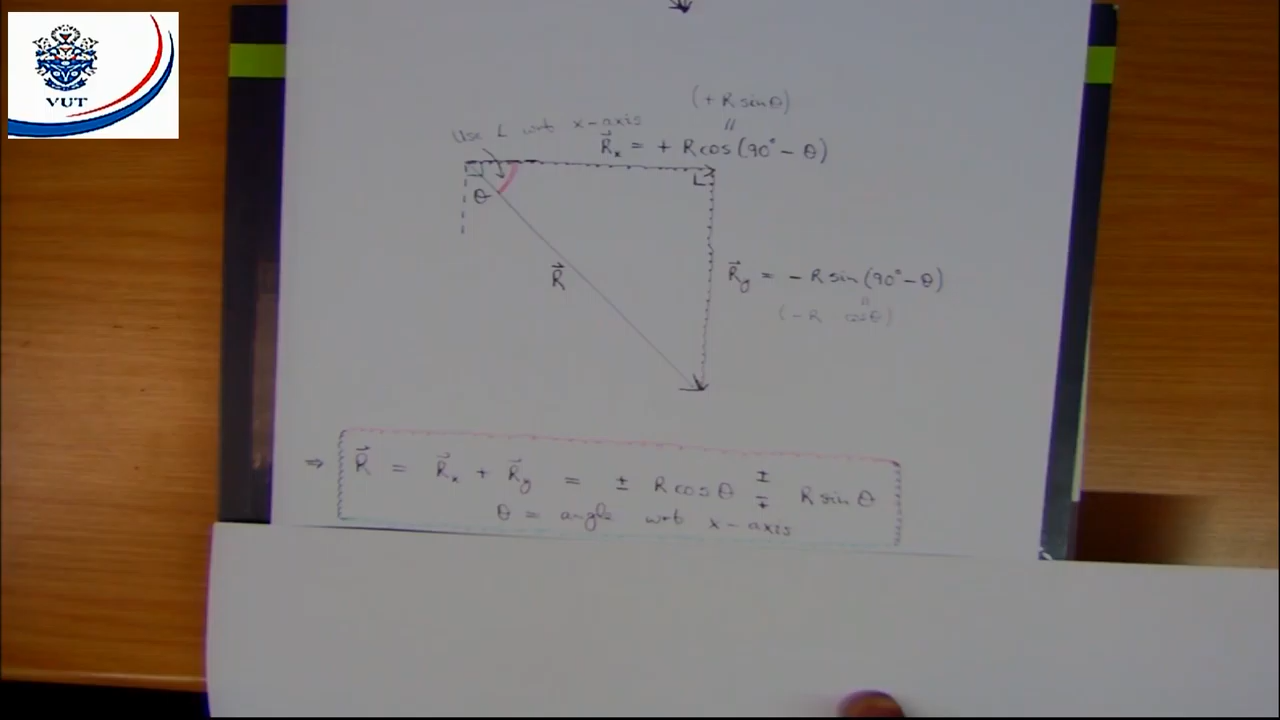 VUT
(+ R sin θ)
||
Use ∠ wrt x-axis
R⃗x = + R cos (90° - θ)
θ
R⃗
R⃗y = - R sin (90° - θ)
||
(- R cos θ)
⇒ R⃗ = R⃗x + R⃗y = ± R cos θ ± ∓ R sin θ
θ = angle wrt x-axis